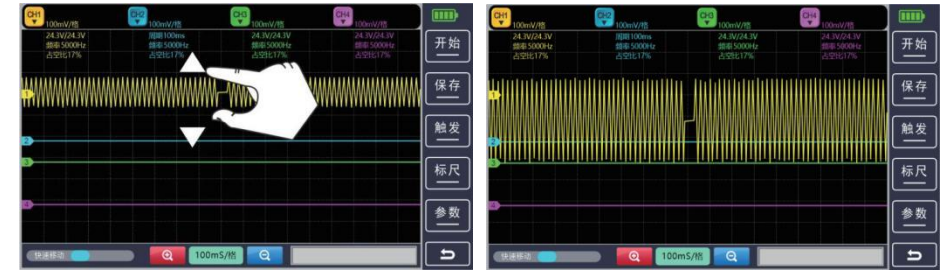 CH1 100mV/格 CH2 100mV/格 CH3 100mV/格 CH4 100mV/格
24.3V/24.3V 周期100ms 24.3V/24.3V 24.3V/24.3V
频率5000Hz 频率5000Hz 频率5000Hz 频率5000Hz
占空比17% 占空比17% 占空比17% 占空比17%
1
2
3
4
开始
保存
触发
标尺
参数
快速移动 100mS/格
CH1 100mV/格 CH2 100mV/格 CH3 100mV/格 CH4 100mV/格
24.3V/24.3V 周期100ms 24.3V/24.3V 24.3V/24.3V
频率5000Hz 频率5000Hz 频率5000Hz 频率5000Hz
占空比17% 占空比17% 占空比17% 占空比17%
1
2
3
4
开始
保存
触发
标尺
参数
快速移动 100mS/格